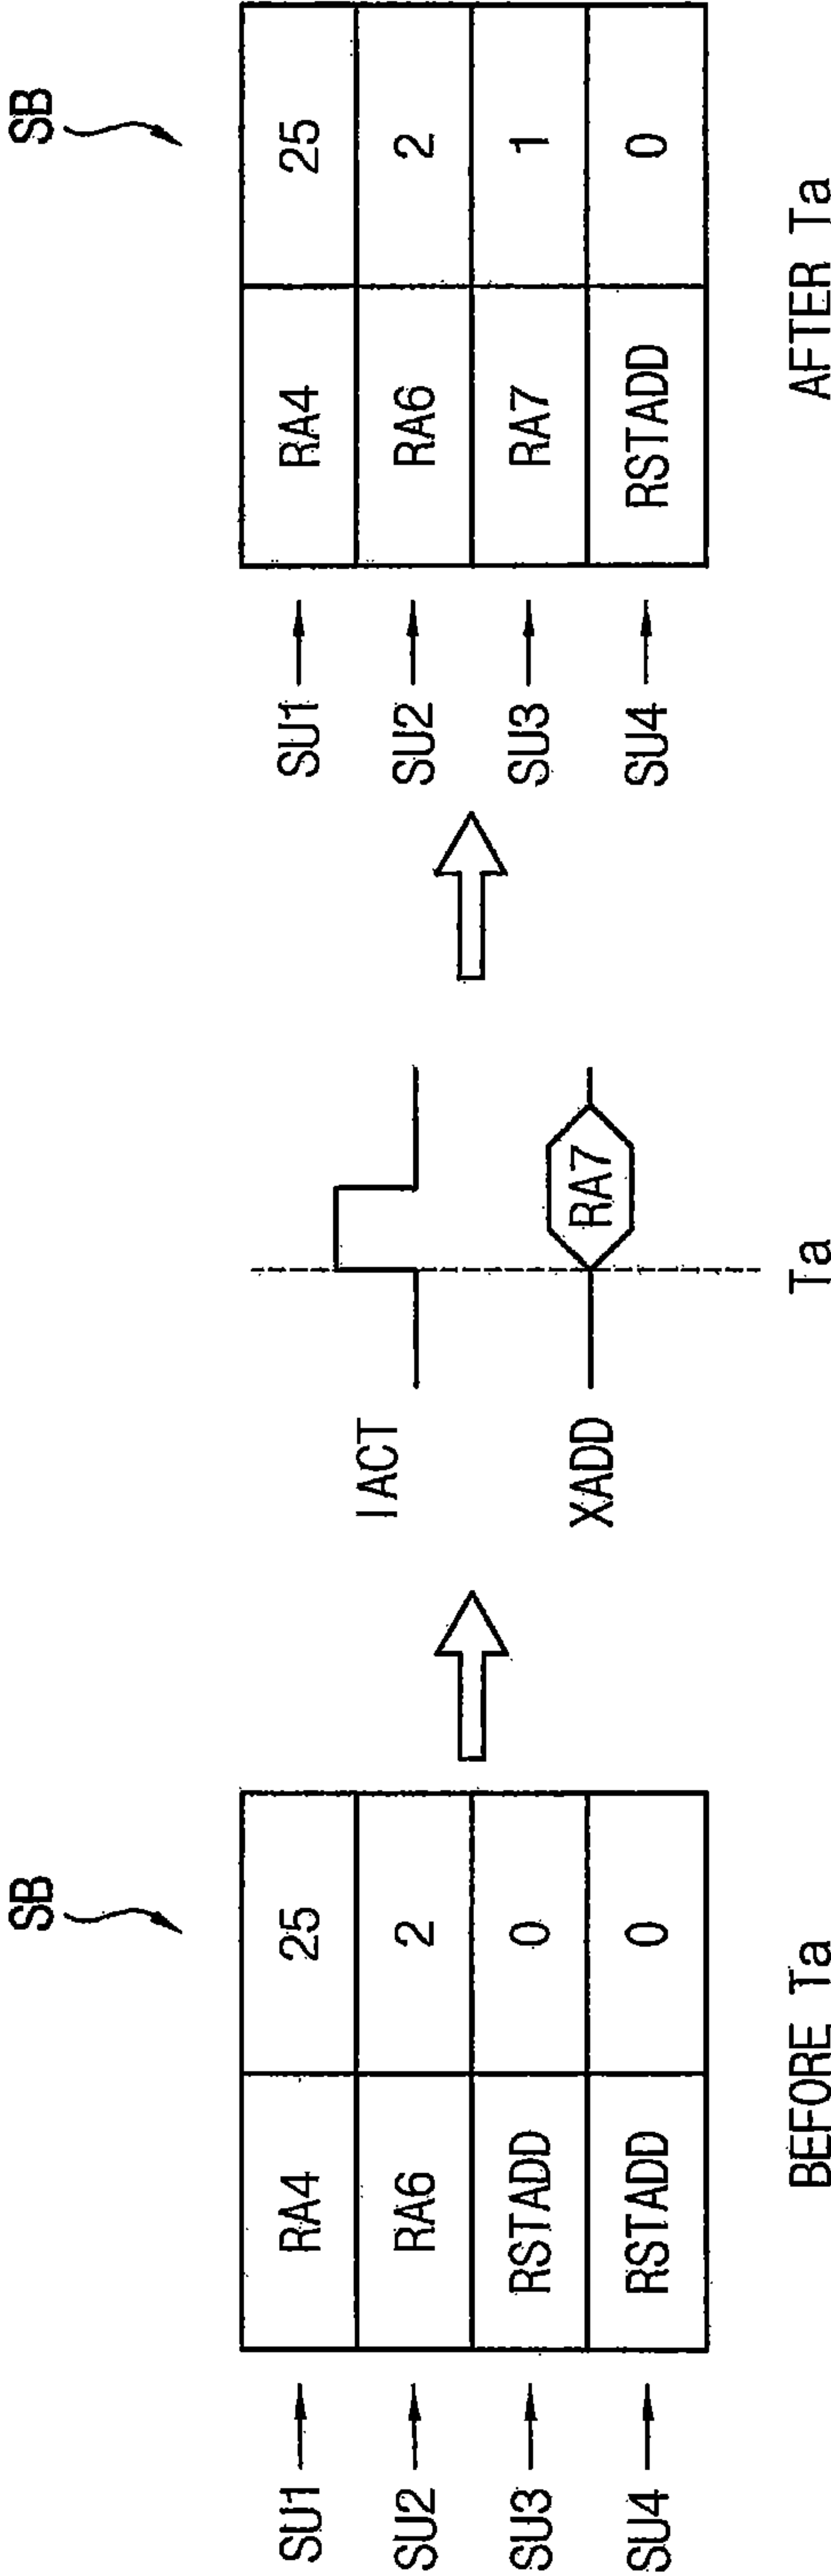 SB
SU1 → RA4 25
SU2 → RA6 2
SU3 → RSTADD 0
SU4 → RSTADD 0
BEFORE Ta
IACT
XADD RA7
Ta
SB
SU1 → RA4 25
SU2 → RA6 2
SU3 → RA7 1
SU4 → RSTADD 0
AFTER Ta